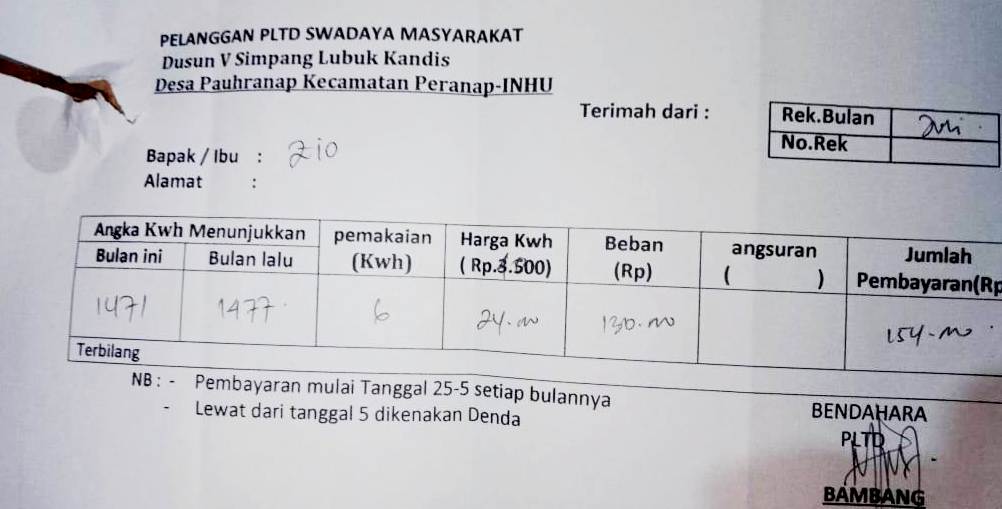 PELANGGAN PLTD SWADAYA MASYARAKAT
Dusun V Simpang Lubuk Kandis
Desa Pauhranap Kecamatan Peranap-INHU
Terimah dari :
Rek.Bulan
No.Rek
Bapak / Ibu : Zio
Alamat :
Angka Kwh Menunjukkan pemakaian Harga Kwh Beban angsuran Jumlah
Bulan ini Bulan lalu (Kwh) ( Rp.3.500) (Rp) ( ) Pembayaran(Rp
1471 1477 6 24.000 130.000 154.000
Terbilang
NB : - Pembayaran mulai Tanggal 25-5 setiap bulannya
- Lewat dari tanggal 5 dikenakan Denda
BENDAHARA
PLTD
BAMBANG